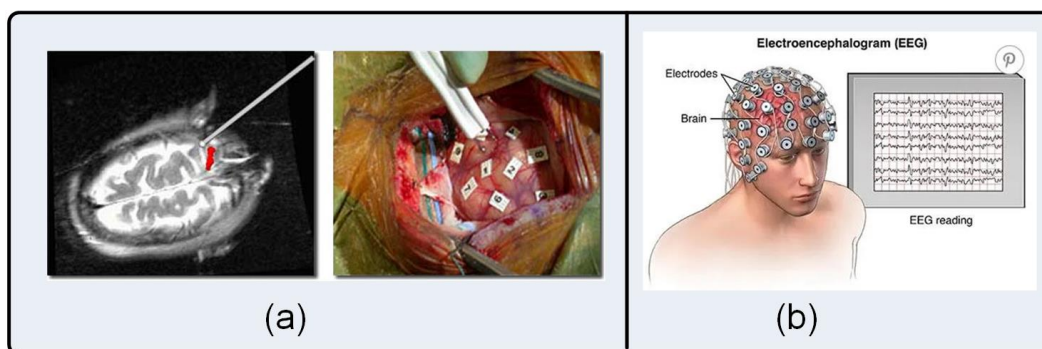 Electroencephalogram (EEG)
Electrodes
Brain
EEG reading
(a)
(b)